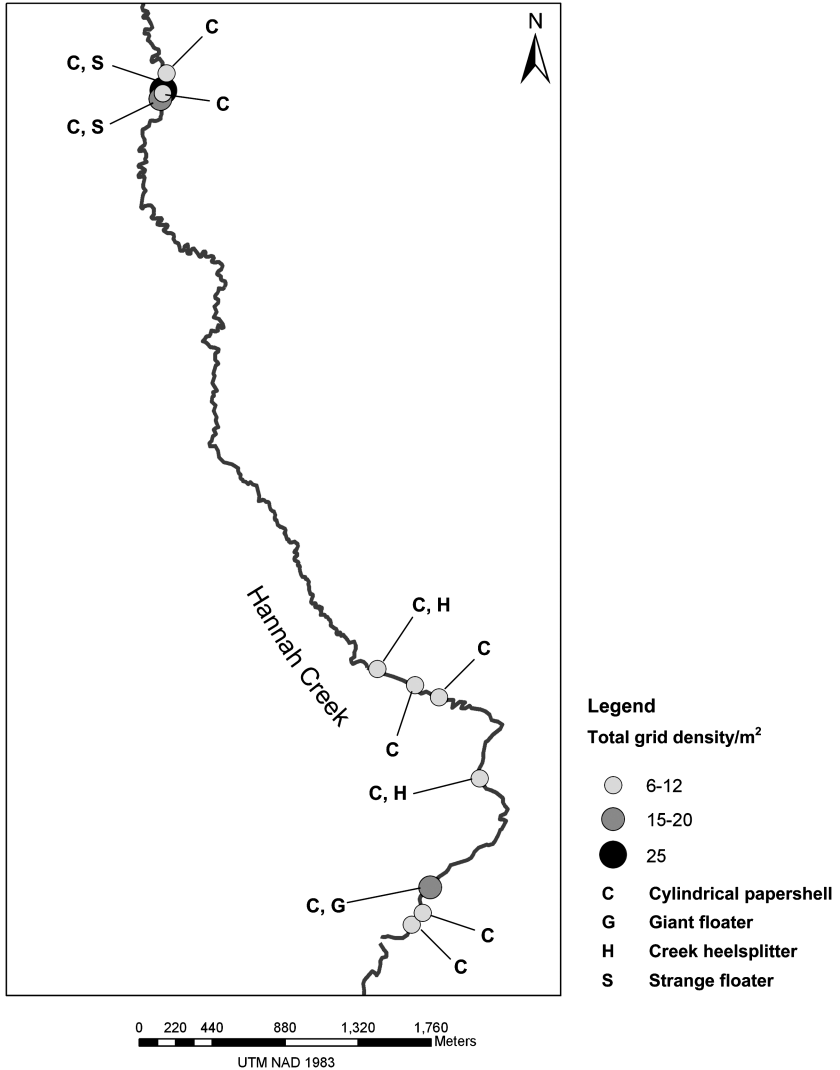 N
C
C, S
C
C, S
Hannah Creek
C, H
C
C
C, H
C, G
C
C
Legend
Total grid density/m²
6-12
15-20
25
C Cylindrical papershell
G Giant floater
H Creek heelsplitter
S Strange floater
0 220 440 880 1,320 1,760
Meters
UTM NAD 1983